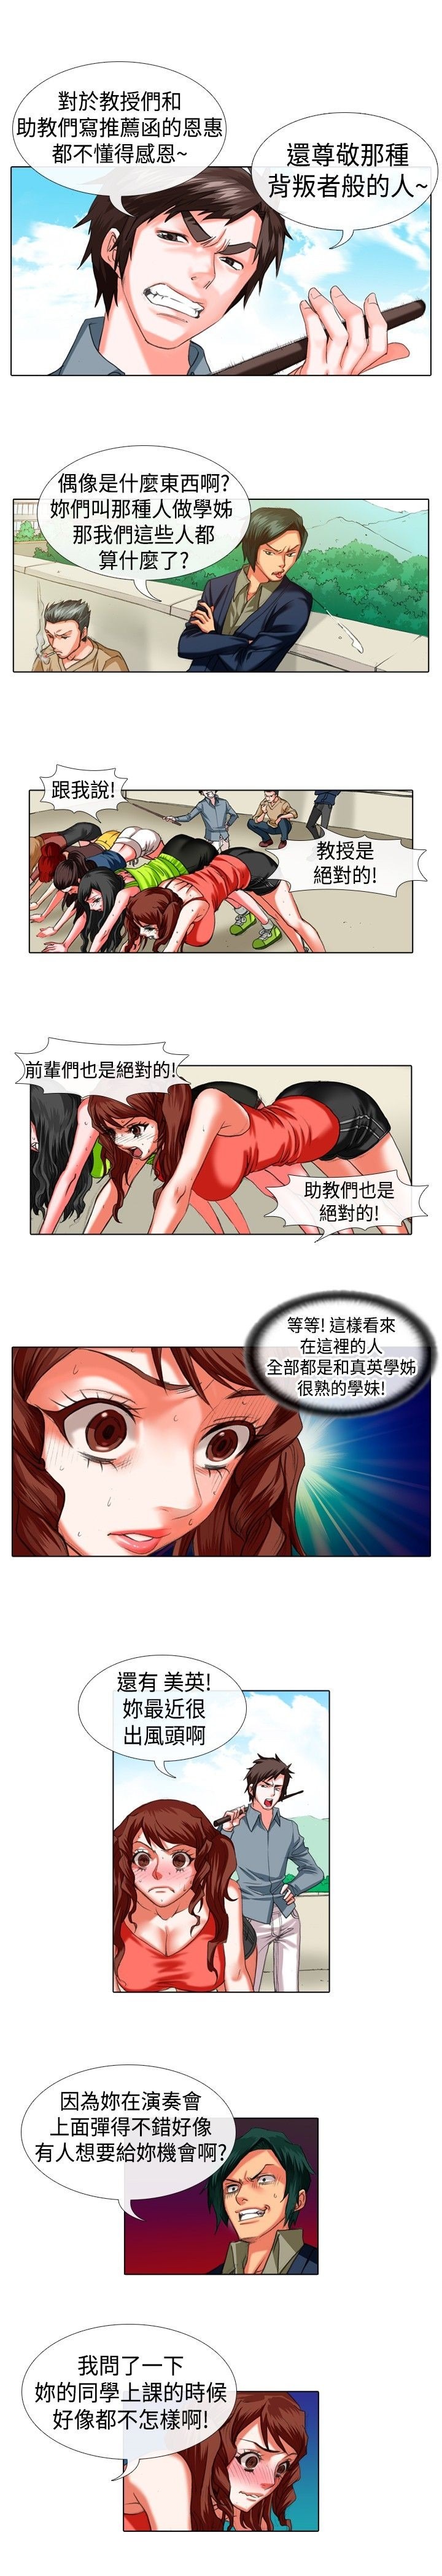 對於教授們和
助教們寫推薦函的恩惠
都不懂得感恩~
還尊敬那種
背叛者般的人~
偶像是什麼東西啊?
妳們叫那種人做學姊
那我們這些人都
算什麼了?
跟我說!
教授是
絕對的!
前輩們也是絕對的!
助教們也是
絕對的!
等等! 這樣看來
在這裡的人
全部都是和真英學姊
很熟的學妹!
還有 美英!
妳最近很
出風頭啊
因為妳在演奏會
上面彈得不錯好像
有人想要給妳機會啊?
我問了一下
妳的同學上課的時候
好像都不怎樣啊!